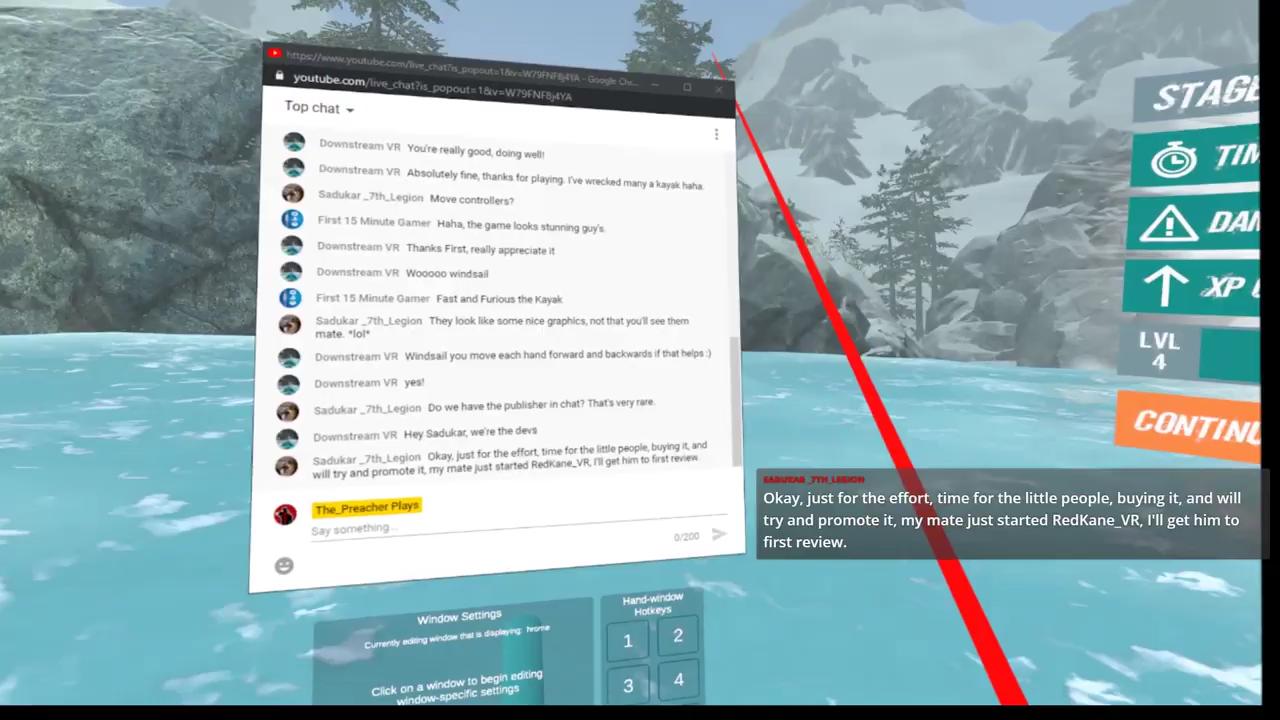 https://www.youtube.com/live_chat?is_popout=1&v=W79FNF8j4YA - Google Ch...
youtube.com/live_chat?is_popout=1&v=W79FNF8j4YA
Top chat
Downstream VR You're really good, doing well!
Downstream VR Absolutely fine, thanks for playing. I've wrecked many a kayak haha.
Sadukar _7th_Legion Move controllers?
First 15 Minute Gamer Haha, the game looks stunning guy's.
Downstream VR Thanks First, really appreciate it
Downstream VR Wooooo windsail
First 15 Minute Gamer Fast and Furious the Kayak
Sadukar _7th_Legion They look like some nice graphics, not that you'll see them
mate. *lol*
Downstream VR Windsail you move each hand forward and backwards if that helps :)
Downstream VR yes!
Sadukar _7th_Legion Do we have the publisher in chat? That's very rare.
Downstream VR Hey Sadukar, we're the devs
Sadukar _7th_Legion Okay, just for the effort, time for the little people, buying it, and
will try and promote it, my mate just started RedKane_VR, I'll get him to first review.
The_Preacher Plays
Say something...
0/200
SADUKAR _7TH_LEGION
Okay, just for the effort, time for the little people, buying it, and will
try and promote it, my mate just started RedKane_VR, I'll get him to
first review.
STAGE
TIM
DAM
XP
LVL
4
CONTINU
Window Settings
Currently editing window that is displaying: hrome
Click on a window to begin editing
window-specific settings
Hand-window
Hotkeys
1 2
3 4